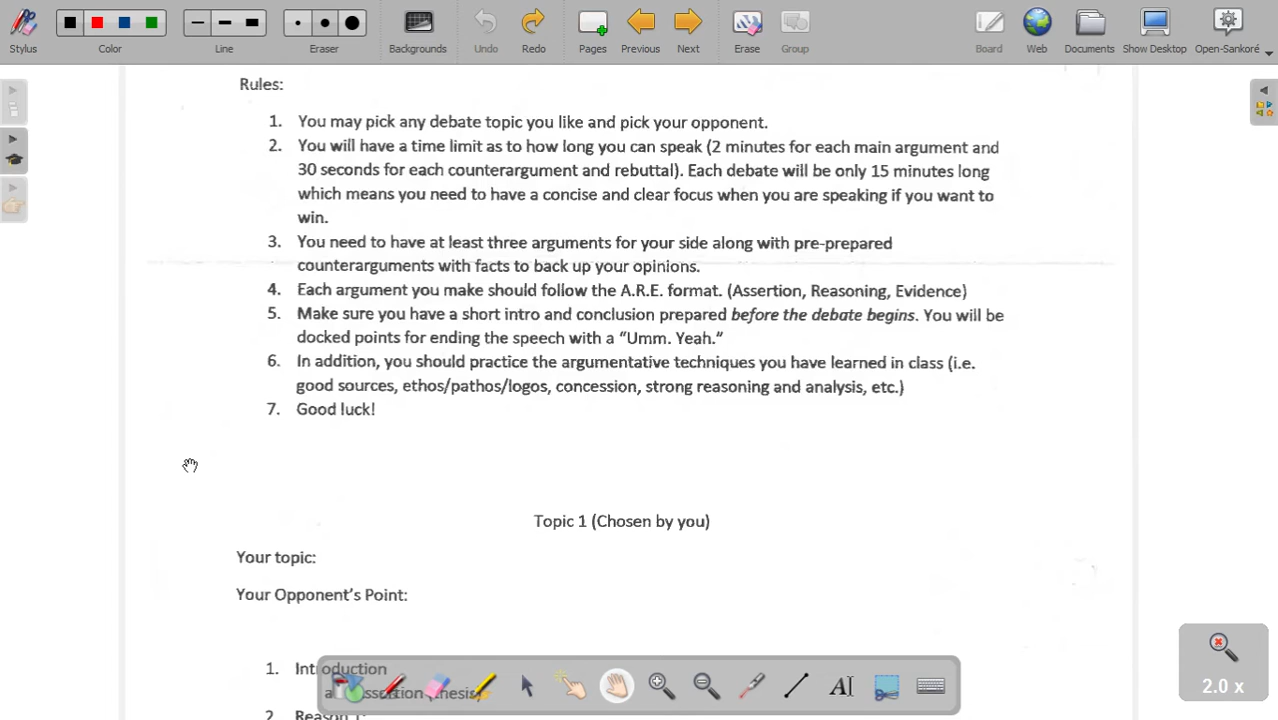 Stylus Color Line Eraser Backgrounds Undo Redo Pages Previous Next Erase Group Board Web Documents Show Desktop Open-Sankoré
Rules:
1. You may pick any debate topic you like and pick your opponent.
2. You will have a time limit as to how long you can speak (2 minutes for each main argument and
30 seconds for each counterargument and rebuttal). Each debate will be only 15 minutes long
which means you need to have a concise and clear focus when you are speaking if you want to
win.
3. You need to have at least three arguments for your side along with pre-prepared
counterarguments with facts to back up your opinions.
4. Each argument you make should follow the A.R.E. format. (Assertion, Reasoning, Evidence)
5. Make sure you have a short intro and conclusion prepared before the debate begins. You will be
docked points for ending the speech with a "Umm. Yeah."
6. In addition, you should practice the argumentative techniques you have learned in class (i.e.
good sources, ethos/pathos/logos, concession, strong reasoning and analysis, etc.)
7. Good luck!
Topic 1 (Chosen by you)
Your topic:
Your Opponent's Point:
1. Introduction
2. Reason 1:
2.0 x